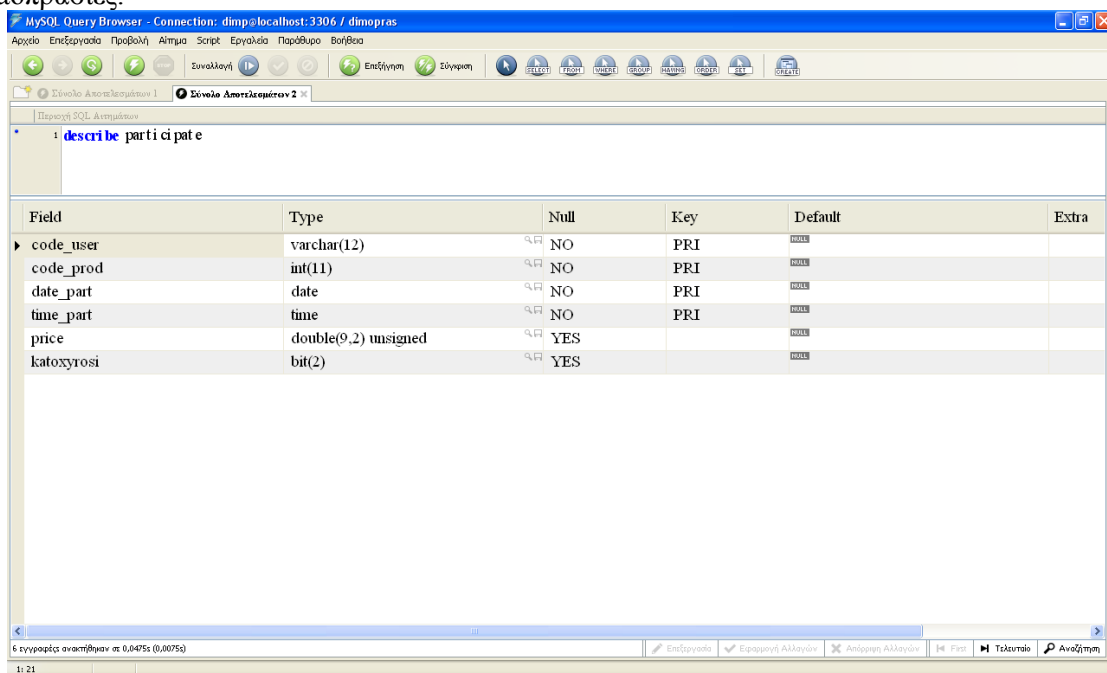 MySQL Query Browser - Connection: dimp@localhost:3306 / dimopras
Αρχείο Επεξεργασία Προβολή Αίτημα Script Εργαλεία Παράθυρο Βοήθεια
Συναλλαγή Επεξήγηση Σύγκριση SELECT FROM WHERE GROUP HAVING ORDER SET CREATE
Σύνολο Αποτελεσμάτων 1 Σύνολο Αποτελεσμάτων 2
Περιοχή SQL Αιτημάτων
1 describe participate
Field Type Null Key Default Extra
code_user varchar(12) NO PRI NULL
code_prod int(11) NO PRI NULL
date_part date NO PRI NULL
time_part time NO PRI NULL
price double(9,2) unsigned YES NULL
katoxyrosi bit(2) YES NULL
6 εγγραφές ανακτήθηκαν σε 0,0475s (0,0075s) Επεξεργασία Εφαρμογή Αλλαγών Απόρριψη Αλλαγών First Τελευταίο Αναζήτηση
1: 21